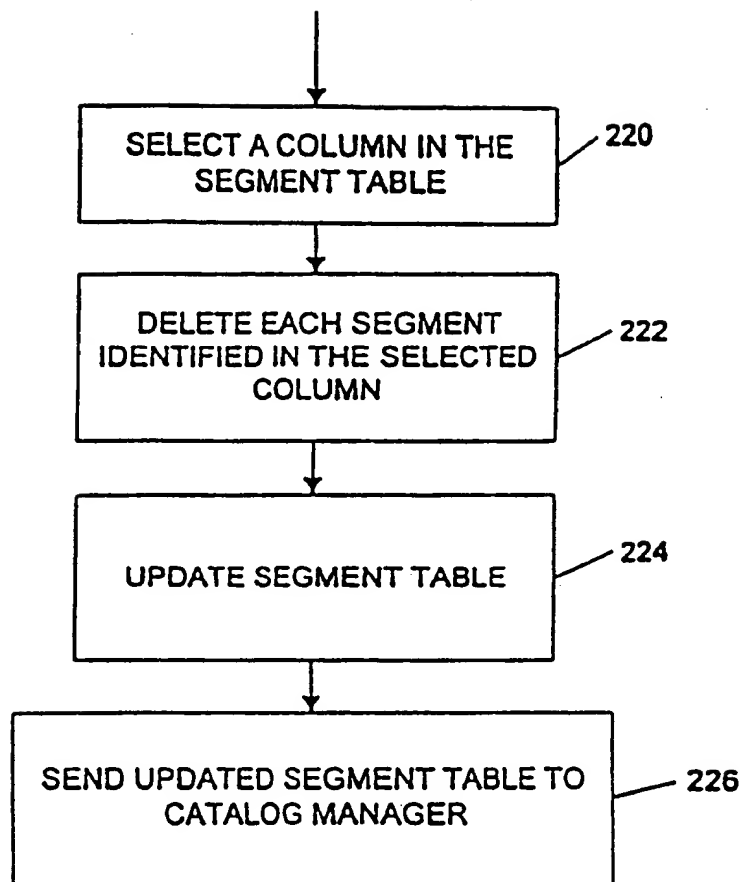 SELECT A COLUMN IN THE
SEGMENT TABLE
220
DELETE EACH SEGMENT
IDENTIFIED IN THE SELECTED
COLUMN
222
UPDATE SEGMENT TABLE
224
SEND UPDATED SEGMENT TABLE TO
CATALOG MANAGER
226